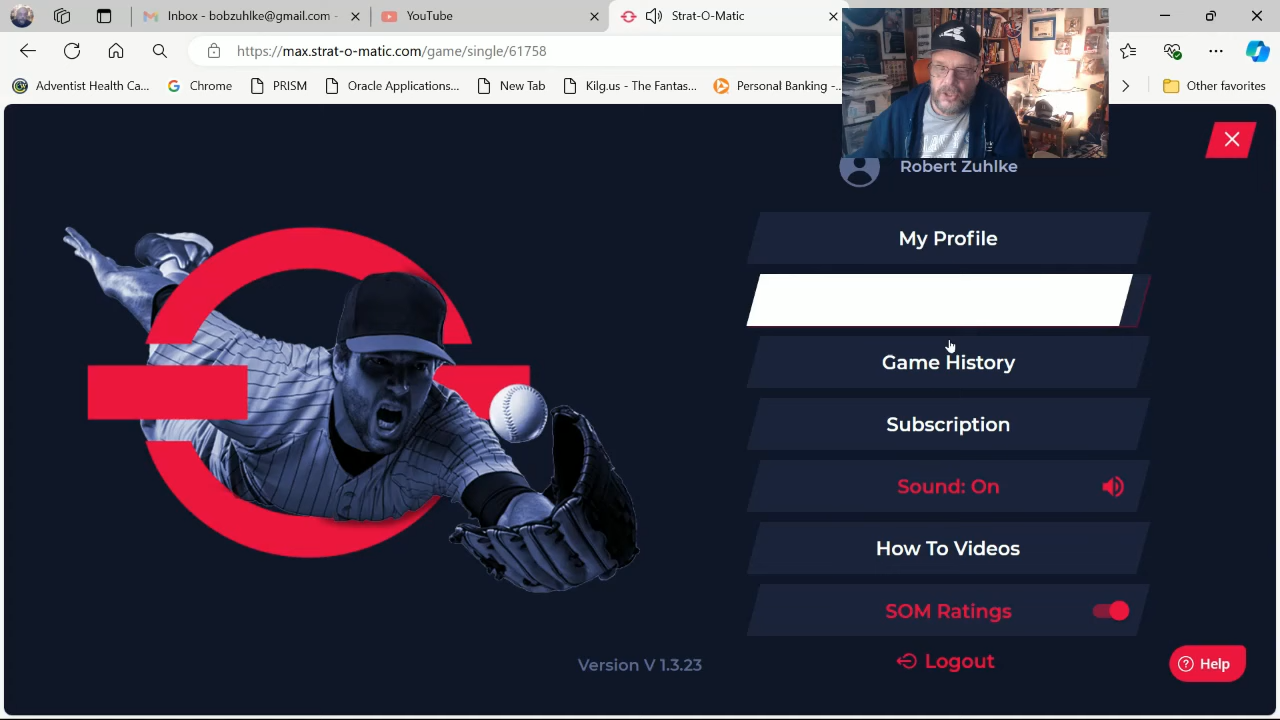 Inbox - bobzuhlke@gmail.com -
YouTube
Strat-O-Matic
https://max.strat-o-matic.com/game/single/61758
Adventist Health Ca...
Chrome
PRISM
Oracle Applications...
New Tab
Kilg.us - The Fantas...
Personal Banking -...
Other favorites
Robert Zuhlke
My Profile
Game History
Subscription
Sound: On
How To Videos
SOM Ratings
Logout
Version V 1.3.23
Help